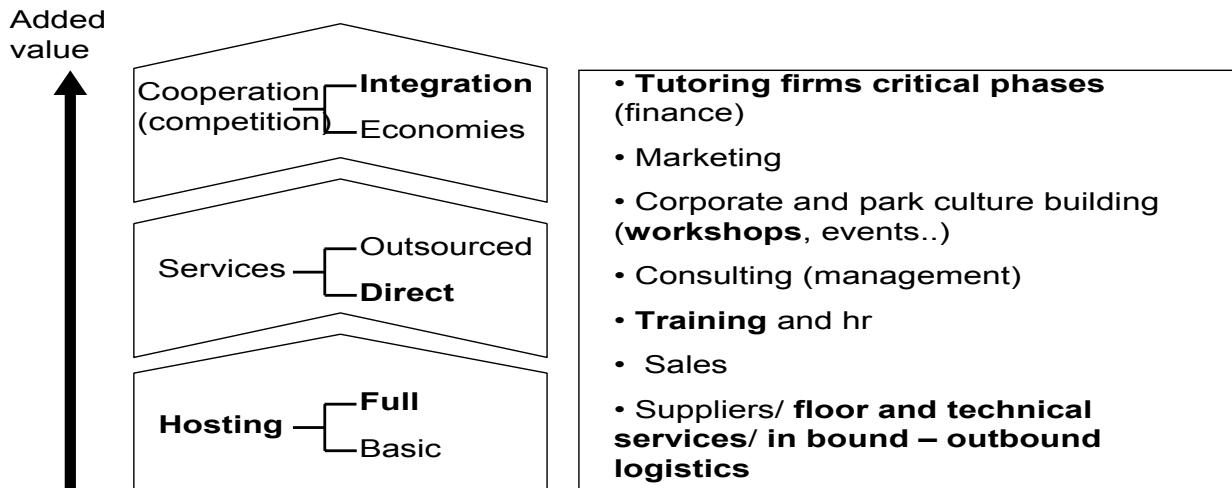 Added
value
Cooperation
(competition)
Integration
Economies
Services
Outsourced
Direct
Hosting
Full
Basic
• Tutoring firms critical phases
(finance)
• Marketing
• Corporate and park culture building
(workshops, events..)
• Consulting (management)
• Training and hr
• Sales
• Suppliers/ floor and technical
services/ in bound – outbound
logistics